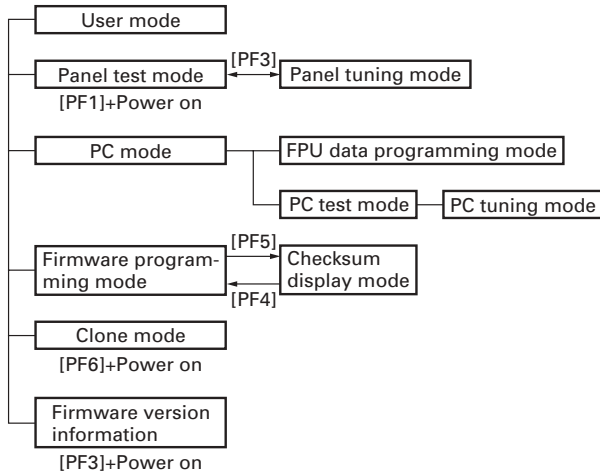 User mode
[PF3]
Panel test mode
Panel tuning mode
[PF1]+Power on
PC mode
FPU data programming mode
PC test mode
PC tuning mode
[PF5]
Firmware program-
ming mode
Checksum
display mode
[PF4]
Clone mode
[PF6]+Power on
Firmware version
information
[PF3]+Power on